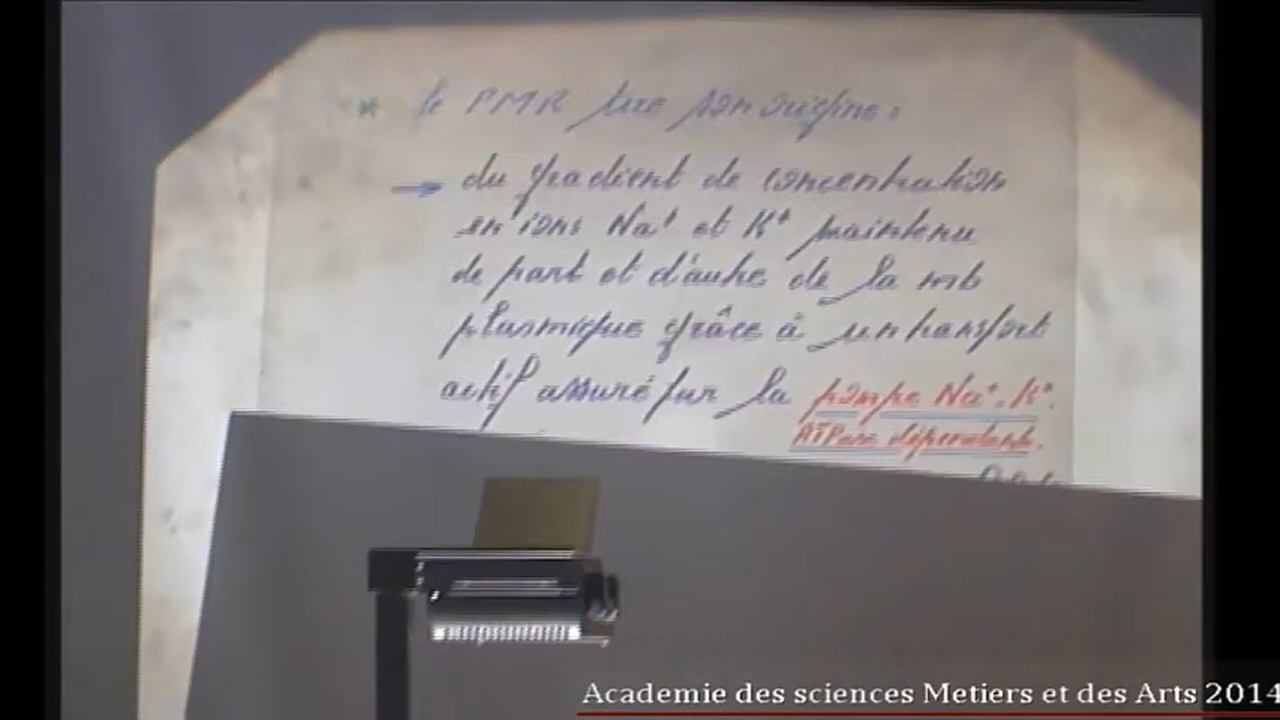 * le PMR tire son origine :
→ du gradient de concentration
en ions Na⁺ et K⁺ maintenu
de part et d'autre de la mb
plasmique grâce à un transport
actif assuré par la pompe Na⁺. K⁺.
ATPase dépendante.
Academie des sciences Metiers et des Arts 2014